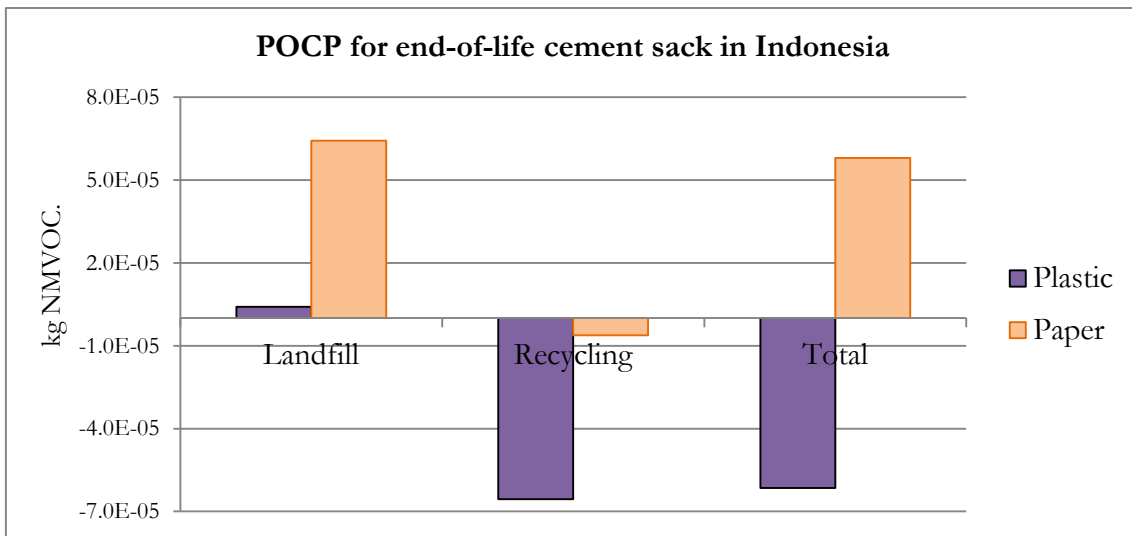 POCP for end-of-life cement sack in Indonesia
8.0E-05
5.0E-05
2.0E-05
-1.0E-05
-4.0E-05
-7.0E-05
kg NMVOC.
Landfill
Recycling
Total
Plastic
Paper